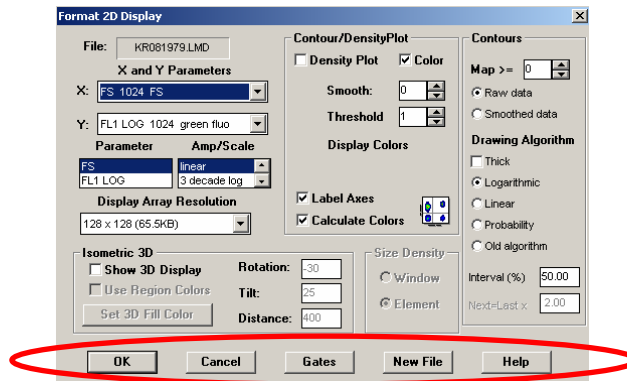 Format 2D Display
File: KR081979.LMD
X and Y Parameters
X: FS 1024 FS
Y: FL1 LOG 1024 green fluo
Parameter Amp/Scale
FS linear
FL1 LOG 3 decade log
Display Array Resolution
128 x 128 (65.5KB)
Contour/DensityPlot
Density Plot Color
Smooth: 0
Threshold 1
Display Colors
Label Axes
Calculate Colors
Contours
Map >= 0
Raw data
Smoothed data
Drawing Algorithm
Thick
Logarithmic
Linear
Probability
Old algorithm
Interval (%) 50.00
Next=Last x 2.00
Isometric 3D
Show 3D Display
Use Region Colors
Set 3D Fill Color
Rotation: -30
Tilt: 25
Distance: 400
Size Density
Window
Element
OK Cancel Gates New File Help